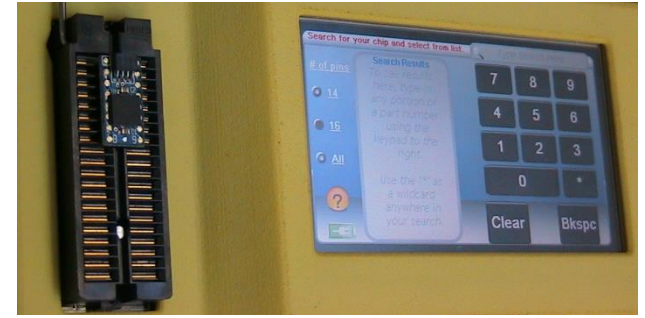 Search for your chip and select from list.
# of pins
14
16
All
Search Results
To see results
here, type in
any portion of
a part number
using the
keypad to the
right.
Use the '*' as
a wildcard
anywhere in
your search
7 8 9
4 5 6
1 2 3
0 *
Clear Bkspc
?